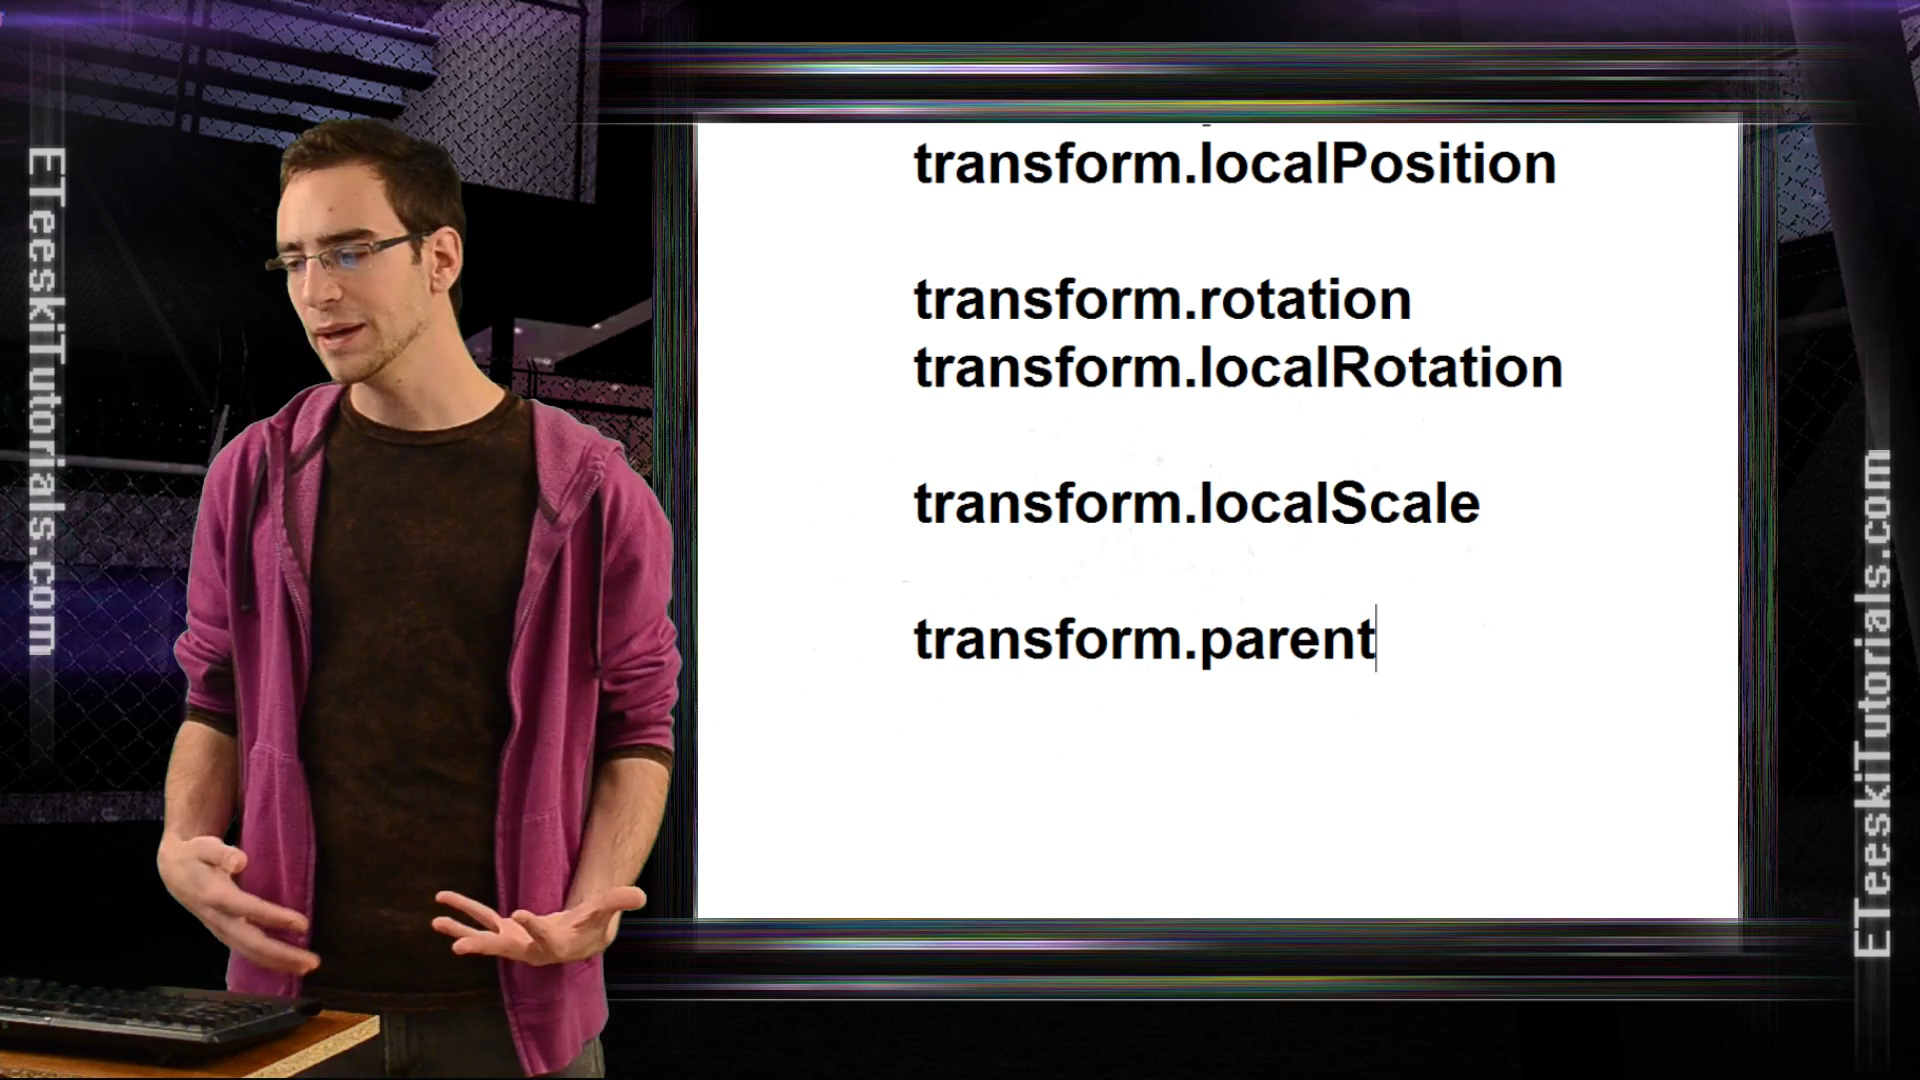 ETeeskiTutorials.com
transform.localPosition
transform.rotation
transform.localRotation
transform.localScale
transform.parent
ETeeskiTutorials.com